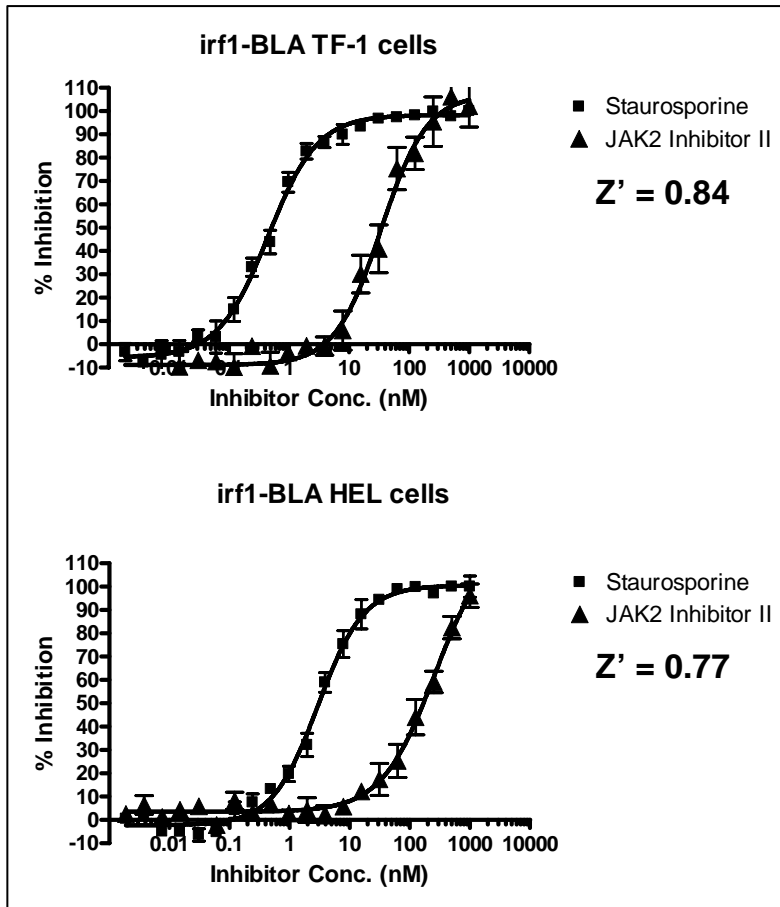 irf1-BLA TF-1 cells
110
100
90
80
70
60
50
40
30
20
10
0
-10
% Inhibition
1 10 100 1000 10000
Inhibitor Conc. (nM)
Staurosporine
JAK2 Inhibitor II
Z' = 0.84
irf1-BLA HEL cells
110
100
90
80
70
60
50
40
30
20
10
0
-10
% Inhibition
0.01 0.1 1 10 100 1000 10000
Inhibitor Conc. (nM)
Staurosporine
JAK2 Inhibitor II
Z' = 0.77